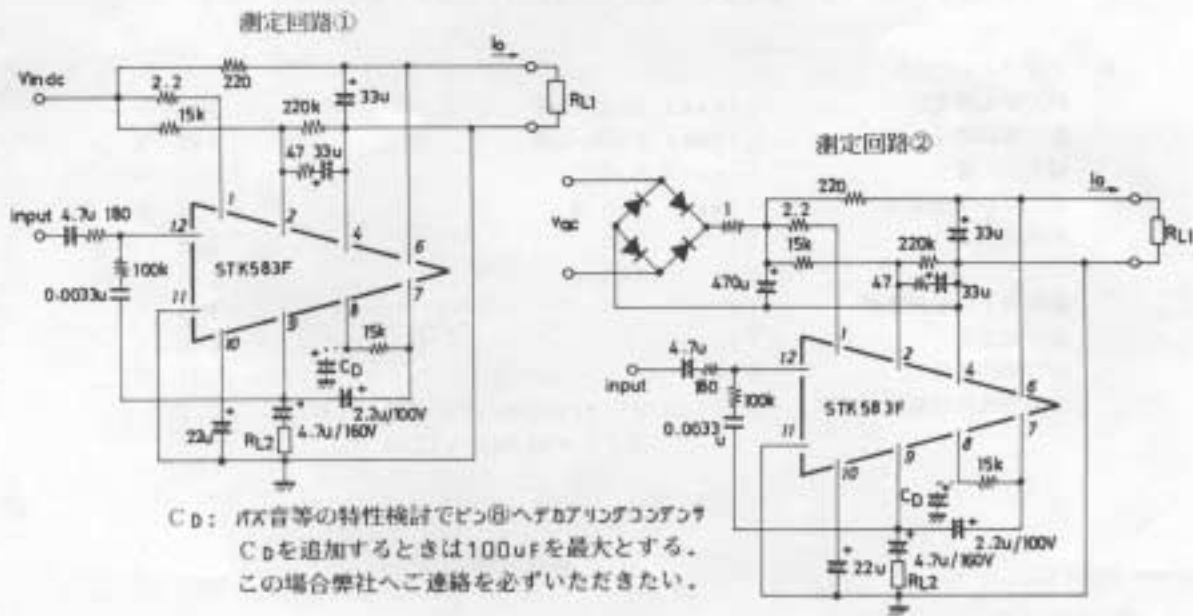 測定回路①
Io
Vin dc
2.2
220
33u
RL1
15k
220k
47 33u
input 4.7u 180
12
1
2
4
6
100k
STK583F
7
0.0033u
11
8
9
10
15k
CD
2.2u/100V
22u
4.7u/160V
RL2
測定回路②
220
Io
Vac
1
2.2
33u
RL1
15k
220k
470u
47
33u
1
2
4
6
4.7u
12
input
180
100k
STK583F
7
0.0033
u
11
8
9
10
15k
CD
2.2u/100V
4.7u/160V
22u
RL2
CD: バス音等の特性検討でピン⑧へデカップリングコンデンサ
CDを追加するときは100uFを最大とする.
この場合弊社へご連絡を必ずいただきたい.